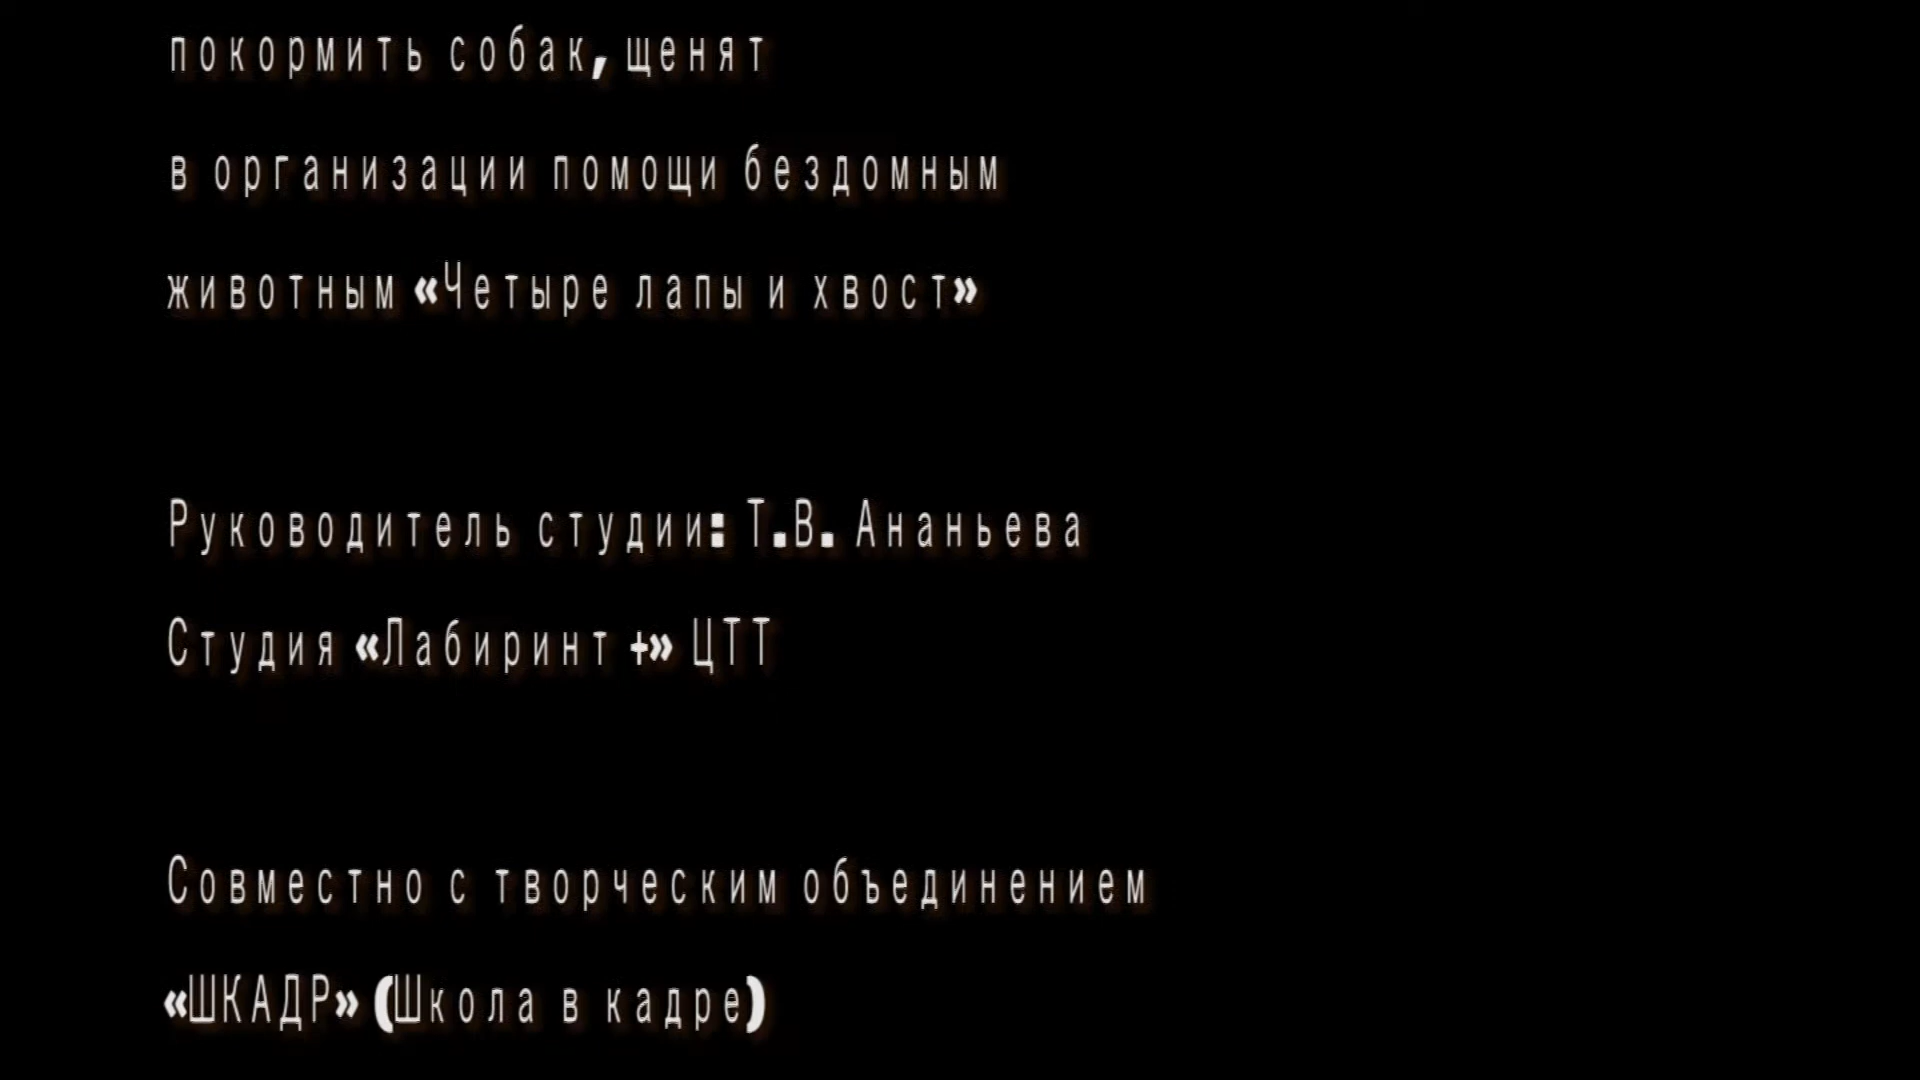 покормить собак, щенят
в организации помощи бездомным
животным «Четыре лапы и хвост»
Руководитель студии: Т.В. Ананьева
Студия «Лабиринт +» ЦТТ
Совместно с творческим объединением
«ШКАДР» (Школа в кадре)